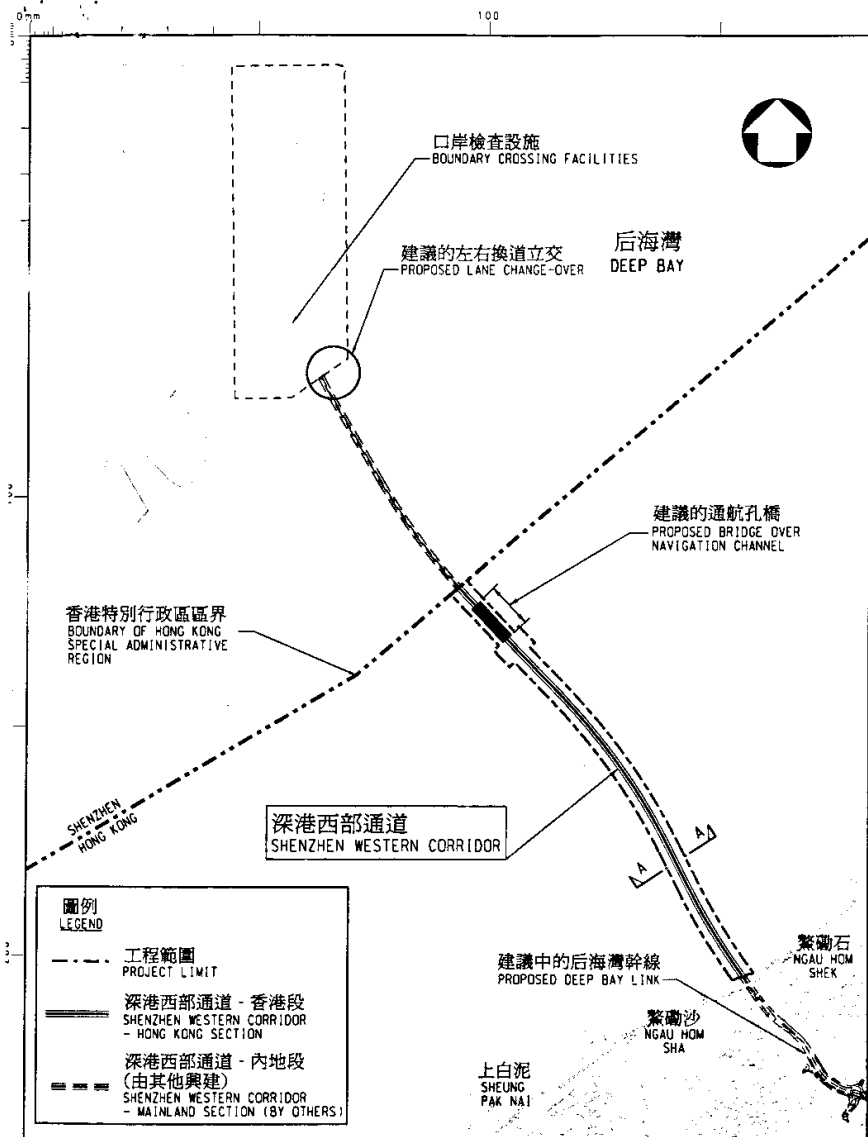 0mm
100
口岸檢查設施
BOUNDARY CROSSING FACILITIES
建議的左右換道立交
PROPOSED LANE CHANGE-OVER
后海灣
DEEP BAY
建議的通航孔橋
PROPOSED BRIDGE OVER
NAVIGATION CHANNEL
香港特別行政區區界
BOUNDARY OF HONG KONG
SPECIAL ADMINISTRATIVE
REGION
SHENZHEN
HONG KONG
深港西部通道
SHENZHEN WESTERN CORRIDOR
A
A
圖例
LEGEND
工程範圍
PROJECT LIMIT
深港西部通道 - 香港段
SHENZHEN WESTERN CORRIDOR
- HONG KONG SECTION
深港西部通道 - 內地段
(由其他興建)
SHENZHEN WESTERN CORRIDOR
- MAINLAND SECTION (BY OTHERS)
建議中的后海灣幹線
PROPOSED DEEP BAY LINK
鰲磡石
NGAU HOM
SHEK
鰲磡沙
NGAU HOM
SHA
上白泥
SHEUNG
PAK NAI